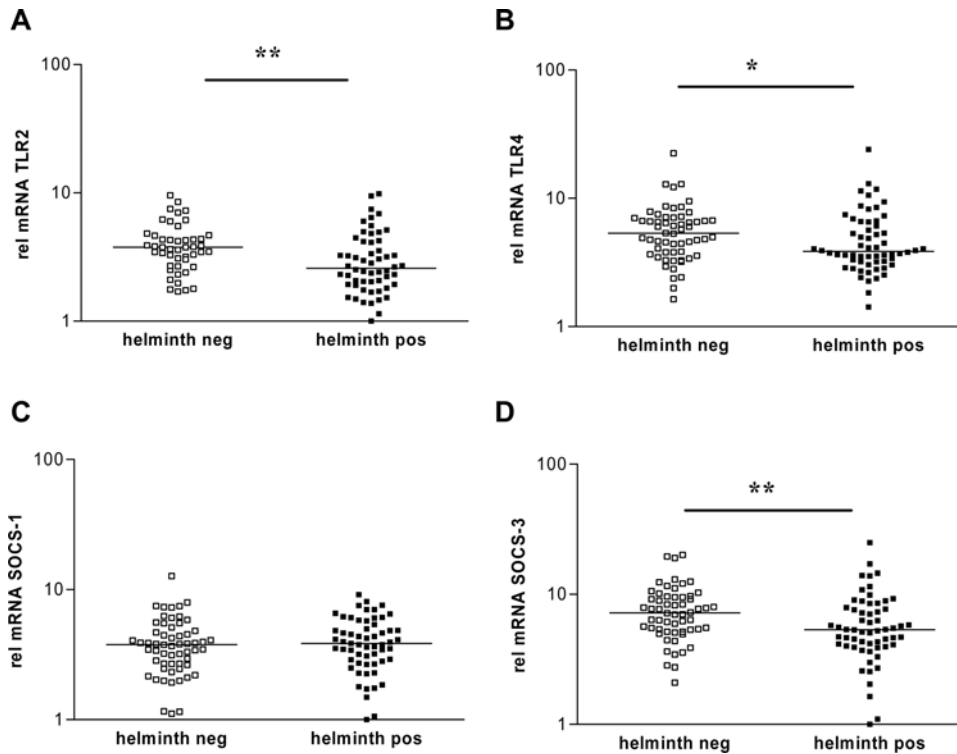 A
**
100
10
1
rel mRNA TLR2
helminth neg helminth pos
B
*
100
10
1
rel mRNA TLR4
helminth neg helminth pos
C
100
10
1
rel mRNA SOCS-1
helminth neg helminth pos
D
**
100
10
1
rel mRNA SOCS-3
helminth neg helminth pos